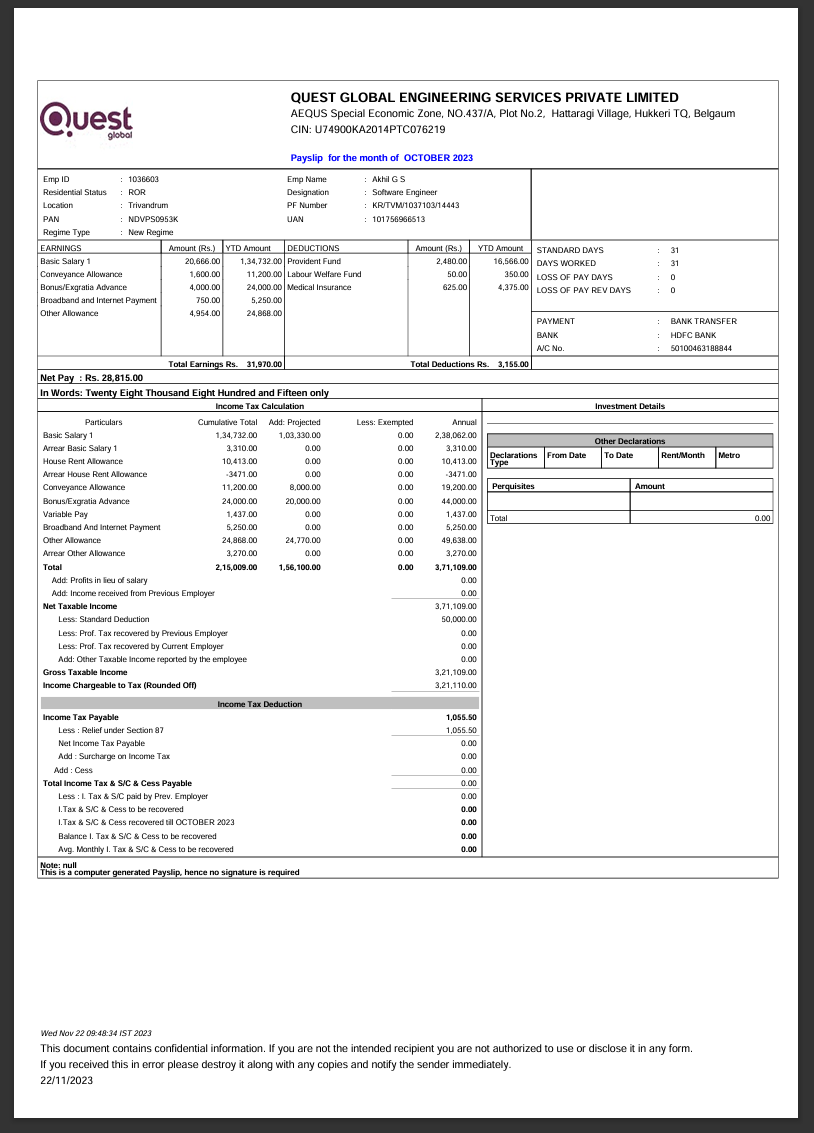 Quest
global
QUEST GLOBAL ENGINEERING SERVICES PRIVATE LIMITED
AEQUS Special Economic Zone, NO.437/A, Plot No.2, Hattaragi Village, Hukkeri TQ, Belgaum
CIN: U74900KA2014PTC076219
Payslip for the month of OCTOBER 2023
Emp ID : 1036603 Emp Name : Akhil G S
Residential Status : ROR Designation : Software Engineer
Location : Trivandrum PF Number : KR/TVM/1037103/14443
PAN : NDVPS0953K UAN : 101756966513
Regime Type : New Regime
EARNINGS Amount (Rs.) YTD Amount DEDUCTIONS Amount (Rs.) YTD Amount
Basic Salary 1 20,666.00 1,34,732.00 Provident Fund 2,480.00 16,566.00
Conveyance Allowance 1,600.00 11,200.00 Labour Welfare Fund 50.00 350.00
Bonus/Exgratia Advance 4,000.00 24,000.00 Medical Insurance 625.00 4,375.00
Broadband and Internet Payment 750.00 5,250.00
Other Allowance 4,954.00 24,868.00
STANDARD DAYS : 31
DAYS WORKED : 31
LOSS OF PAY DAYS : 0
LOSS OF PAY REV DAYS : 0
PAYMENT : BANK TRANSFER
BANK : HDFC BANK
A/C No. : 50100463188844
Total Earnings Rs. 31,970.00 Total Deductions Rs. 3,155.00
Net Pay : Rs. 28,815.00
In Words: Twenty Eight Thousand Eight Hundred and Fifteen only
Income Tax Calculation
Particulars Cumulative Total Add: Projected Less: Exempted Annual
Basic Salary 1 1,34,732.00 1,03,330.00 0.00 2,38,062.00
Arrear Basic Salary 1 3,310.00 0.00 0.00 3,310.00
House Rent Allowance 10,413.00 0.00 0.00 10,413.00
Arrear House Rent Allowance -3471.00 0.00 0.00 -3471.00
Conveyance Allowance 11,200.00 8,000.00 0.00 19,200.00
Bonus/Exgratia Advance 24,000.00 20,000.00 0.00 44,000.00
Variable Pay 1,437.00 0.00 0.00 1,437.00
Broadband And Internet Payment 5,250.00 0.00 0.00 5,250.00
Other Allowance 24,868.00 24,770.00 0.00 49,638.00
Arrear Other Allowance 3,270.00 0.00 0.00 3,270.00
Total 2,15,009.00 1,56,100.00 0.00 3,71,109.00
Add: Profits in lieu of salary 0.00
Add: Income received from Previous Employer 0.00
Net Taxable Income 3,71,109.00
Less: Standard Deduction 50,000.00
Less: Prof. Tax recovered by Previous Employer 0.00
Less: Prof. Tax recovered by Current Employer 0.00
Add: Other Taxable Income reported by the employee 0.00
Gross Taxable Income 3,21,109.00
Income Chargeable to Tax (Rounded Off) 3,21,110.00
Income Tax Deduction
Income Tax Payable 1,055.50
Less : Relief under Section 87 1,055.50
Net Income Tax Payable 0.00
Add : Surcharge on Income Tax 0.00
Add : Cess 0.00
Total Income Tax & S/C & Cess Payable 0.00
Less : I. Tax & S/C paid by Prev. Employer 0.00
I.Tax & S/C & Cess to be recovered 0.00
I.Tax & S/C & Cess recovered till OCTOBER 2023 0.00
Balance I. Tax & S/C & Cess to be recovered 0.00
Avg. Monthly I. Tax & S/C & Cess to be recovered 0.00
Investment Details
Other Declarations
Declarations Type From Date To Date Rent/Month Metro
Perquisites Amount
Total 0.00
Note: null
This is a computer generated Payslip, hence no signature is required
Wed Nov 22 09:48:34 IST 2023
This document contains confidential information. If you are not the intended recipient you are not authorized to use or disclose it in any form.
If you received this in error please destroy it along with any copies and notify the sender immediately.
22/11/2023